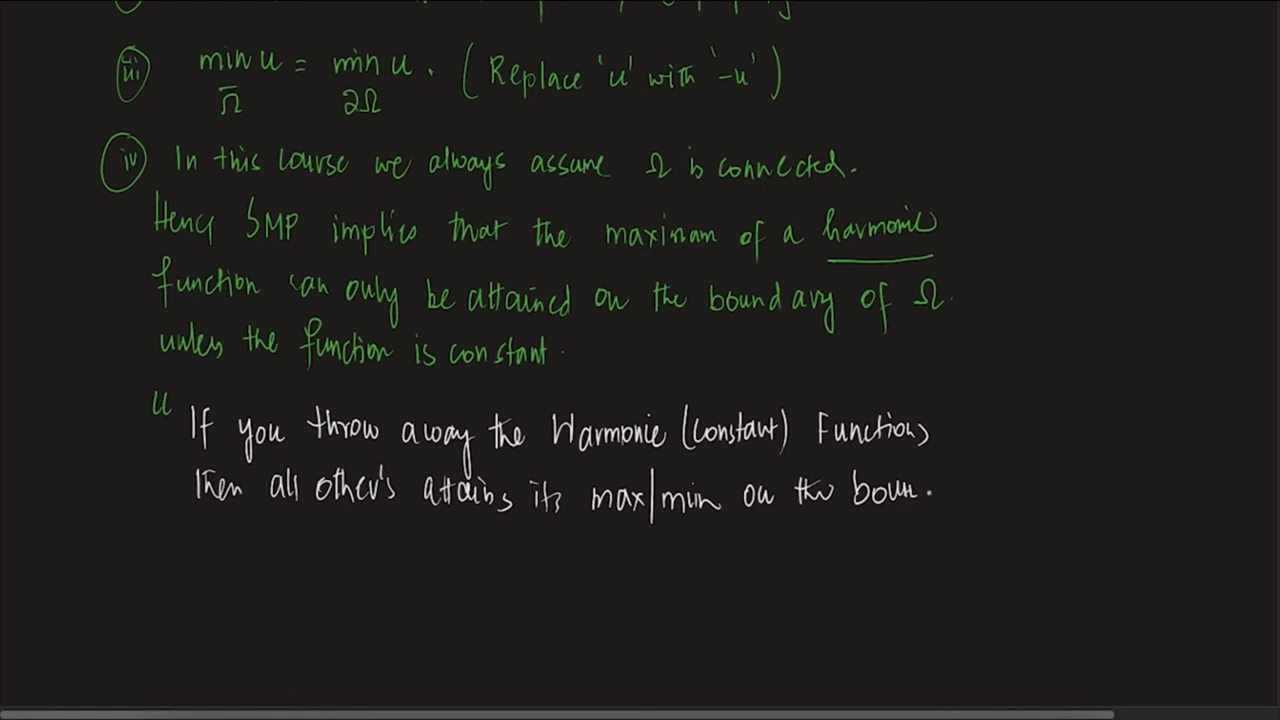 iii min u = min u . (Replace 'u' with '-u')
Ω̄ ∂Ω
iv In this course we always assume Ω is connected.
Hence SMP implies that the maximum of a harmonic
function can only be attained on the boundary of Ω.
unless the function is constant.
If you throw away the Harmonic (constant) Functions
then all other's attains its max/min on the boun.